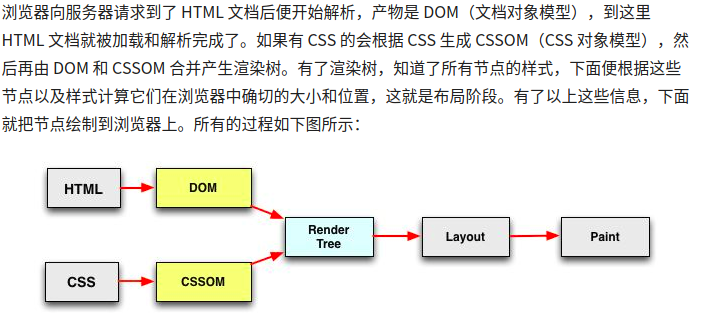 浏览器向服务器请求到了 HTML 文档后便开始解析，产物是 DOM（文档对象模型），到这里
HTML 文档就被加载和解析完成了。如果有 CSS 的会根据 CSS 生成 CSSOM（CSS 对象模型），然
后再由 DOM 和 CSSOM 合并产生渲染树。有了渲染树，知道了所有节点的样式，下面便根据这些
节点以及样式计算它们在浏览器中确切的大小和位置，这就是布局阶段。有了以上这些信息，下面
就把节点绘制到浏览器上。所有的过程如下图所示：
HTML
DOM
Render
Tree
Layout
Paint
CSS
CSSOM